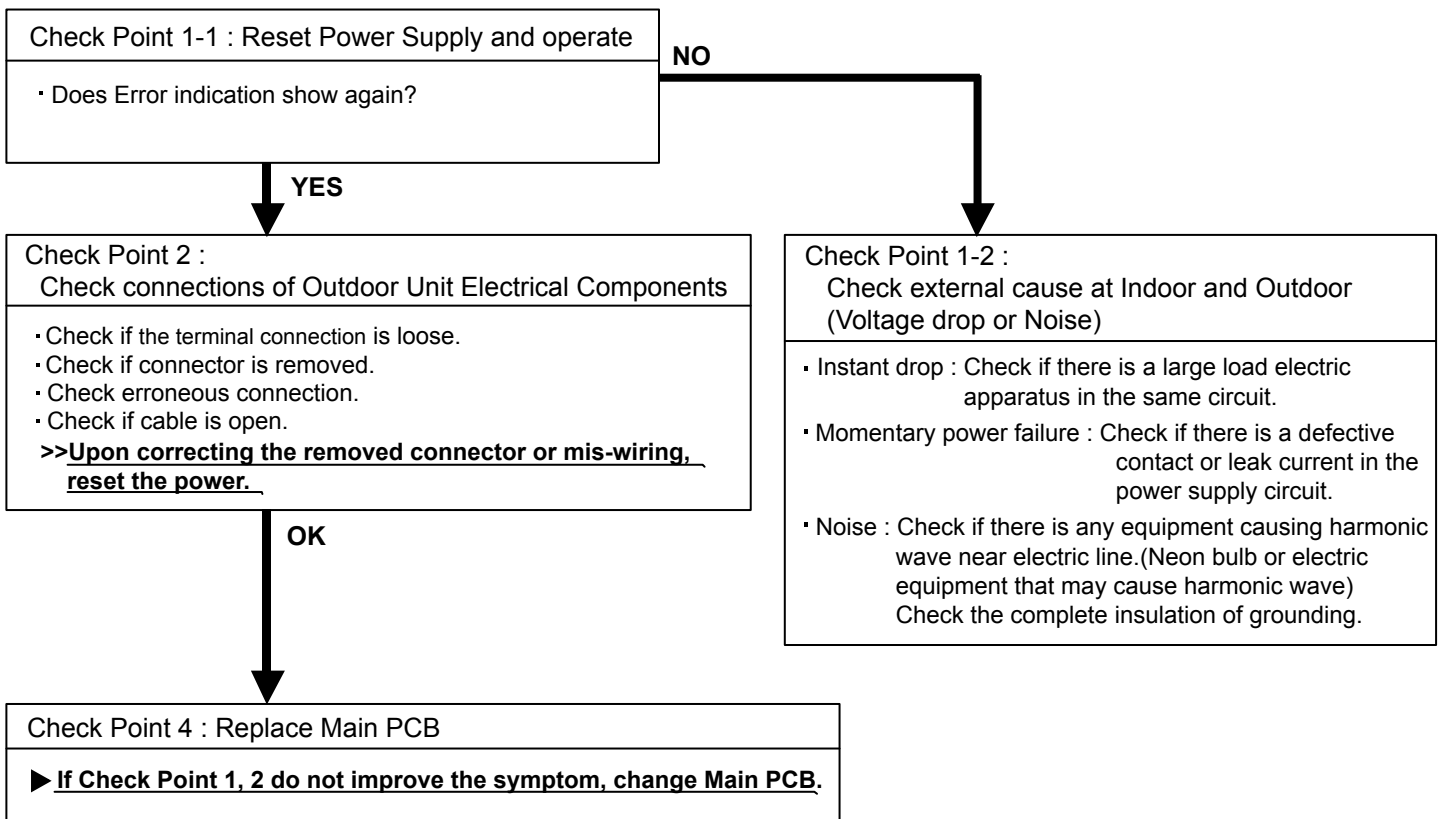 Check Point 1-1 : Reset Power Supply and operate
· Does Error indication show again?
NO
YES
Check Point 2 :
Check connections of Outdoor Unit Electrical Components
· Check if the terminal connection is loose.
· Check if connector is removed.
· Check erroneous connection.
· Check if cable is open.
>>Upon correcting the removed connector or mis-wiring,
reset the power.
OK
Check Point 1-2 :
Check external cause at Indoor and Outdoor
(Voltage drop or Noise)
· Instant drop : Check if there is a large load electric
apparatus in the same circuit.
· Momentary power failure : Check if there is a defective
contact or leak current in the
power supply circuit.
· Noise : Check if there is any equipment causing harmonic
wave near electric line.(Neon bulb or electric
equipment that may cause harmonic wave)
Check the complete insulation of grounding.
Check Point 4 : Replace Main PCB
▶ If Check Point 1, 2 do not improve the symptom, change Main PCB.